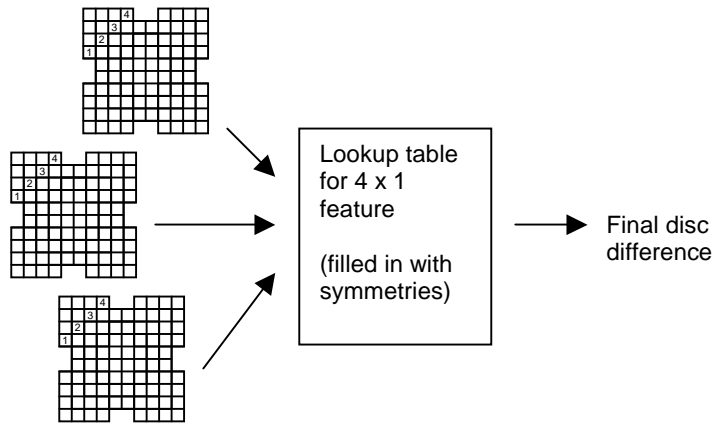 4
3
2
1
4
3
2
1
4
3
2
1
Lookup table
for 4 x 1
feature
(filled in with
symmetries)
Final disc
difference